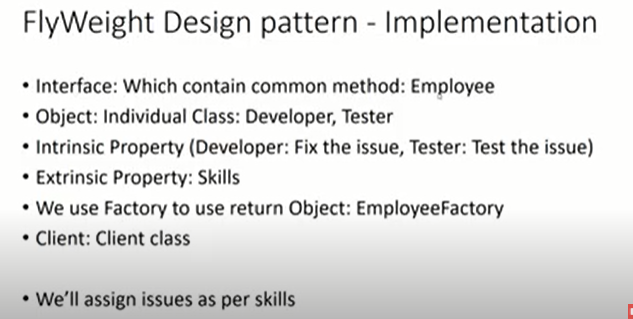 FlyWeight Design pattern - Implementation
• Interface: Which contain common method: Employee
• Object: Individual Class: Developer, Tester
• Intrinsic Property (Developer: Fix the issue, Tester: Test the issue)
• Extrinsic Property: Skills
• We use Factory to use return Object: EmployeeFactory
• Client: Client class
• We'll assign issues as per skills